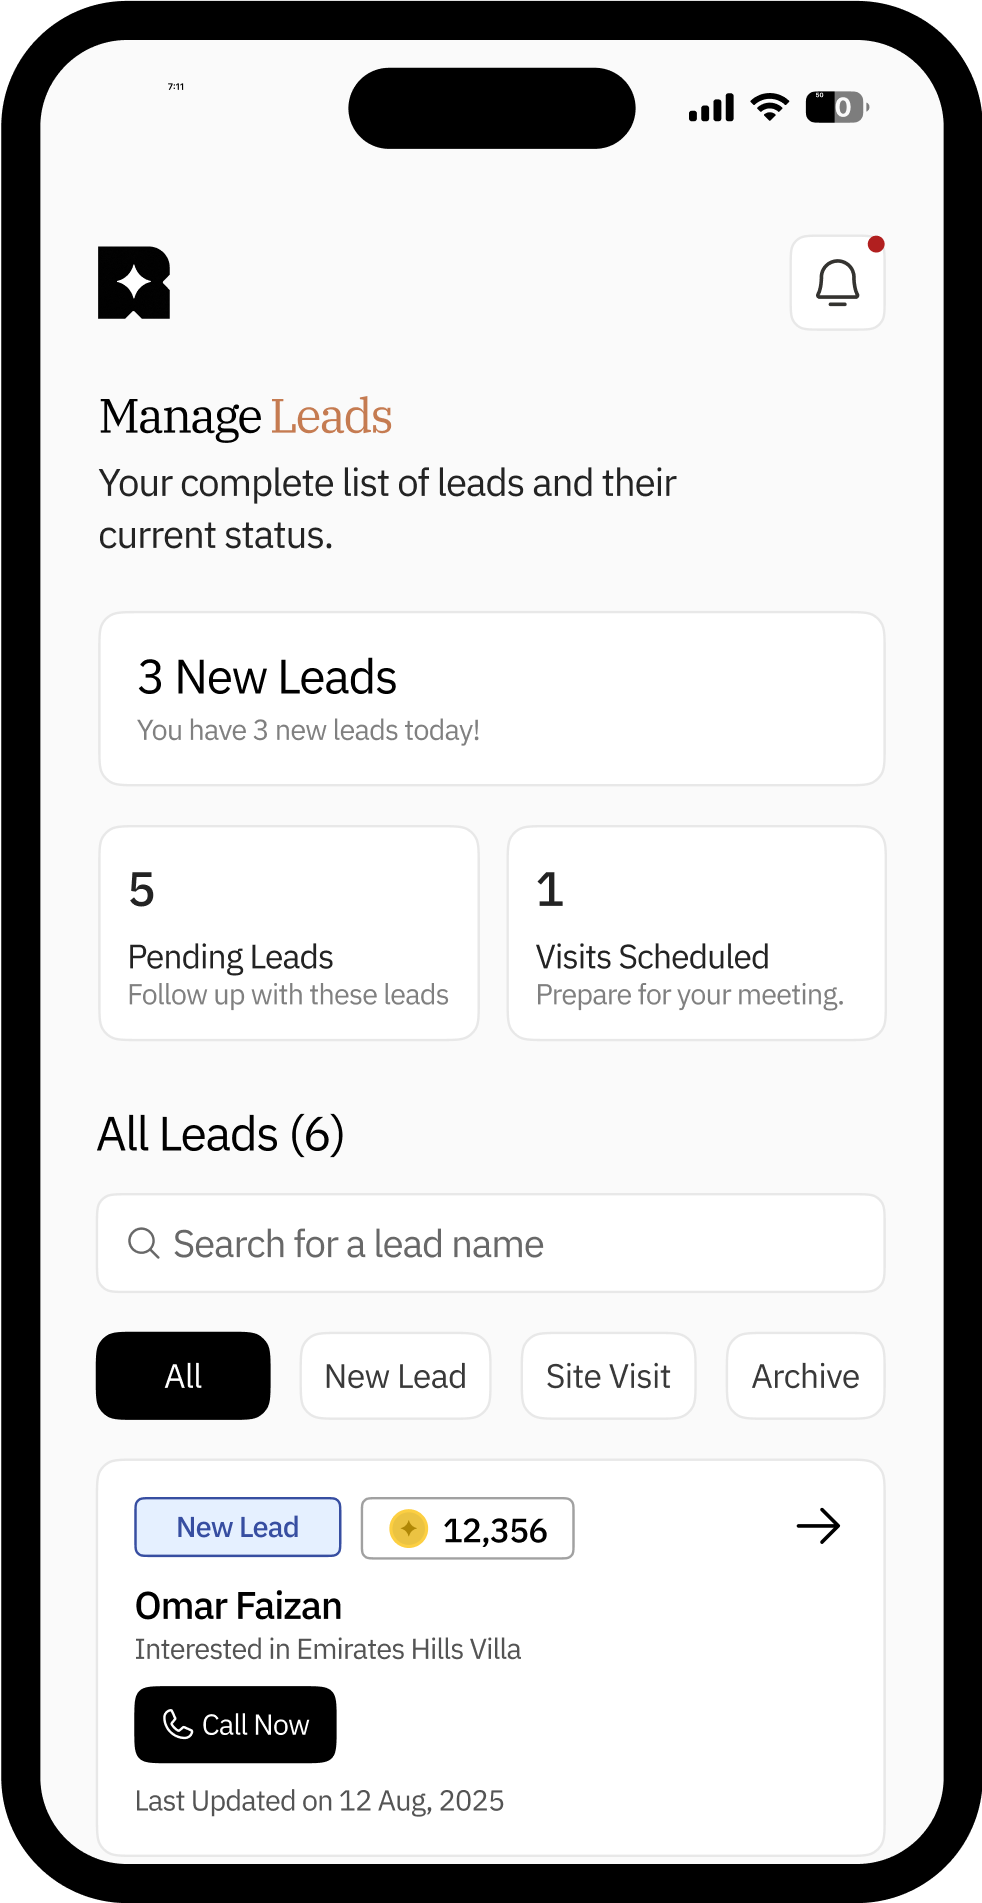 7:11
50
0
Manage Leads
Your complete list of leads and their
current status.
3 New Leads
You have 3 new leads today!
5
Pending Leads
Follow up with these leads
1
Visits Scheduled
Prepare for your meeting.
All Leads (6)
Search for a lead name
All
New Lead
Site Visit
Archive
New Lead
12,356
Omar Faizan
Interested in Emirates Hills Villa
Call Now
Last Updated on 12 Aug, 2025